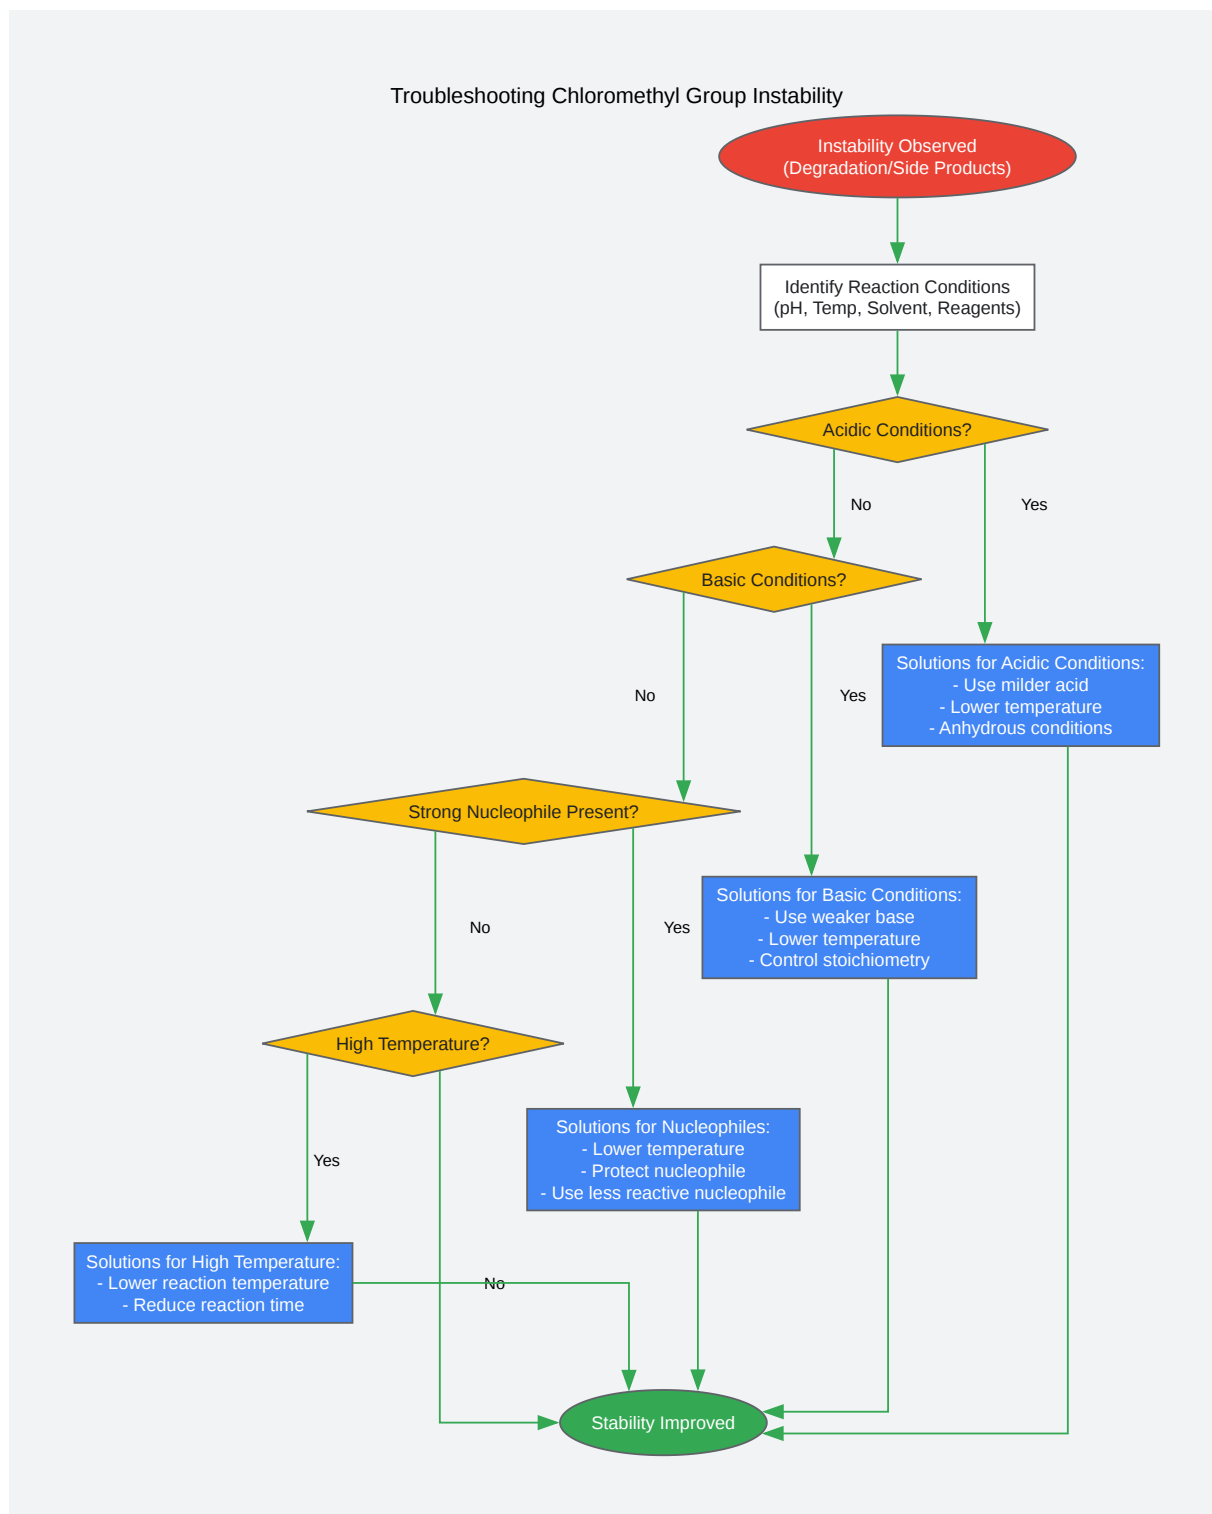 Troubleshooting Chloromethyl Group Instability
Instability Observed
(Degradation/Side Products)
Identify Reaction Conditions
(pH, Temp, Solvent, Reagents)
Acidic Conditions?
No
Yes
Basic Conditions?
No
Yes
Solutions for Acidic Conditions:
- Use milder acid
- Lower temperature
- Anhydrous conditions
Strong Nucleophile Present?
No
Yes
Solutions for Basic Conditions:
- Use weaker base
- Lower temperature
- Control stoichiometry
High Temperature?
Yes
Solutions for Nucleophiles:
- Lower temperature
- Protect nucleophile
- Use less reactive nucleophile
Solutions for High Temperature:
- Lower reaction temperature
- Reduce reaction time
No
Stability Improved